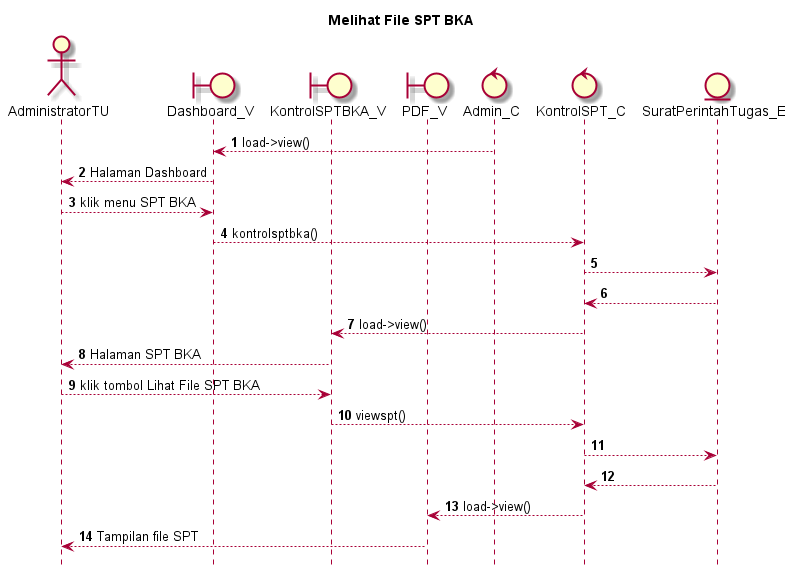 Melihat File SPT BKA
AdministratorTU Dashboard_V KontrolSPTBKA_V PDF_V Admin_C KontrolSPT_C SuratPerintahTugas_E
1 load->view()
2 Halaman Dashboard
3 klik menu SPT BKA
4 kontrolsptbka()
5
6
7 load->view()
8 Halaman SPT BKA
9 klik tombol Lihat File SPT BKA
10 viewspt()
11
12
13 load->view()
14 Tampilan file SPT